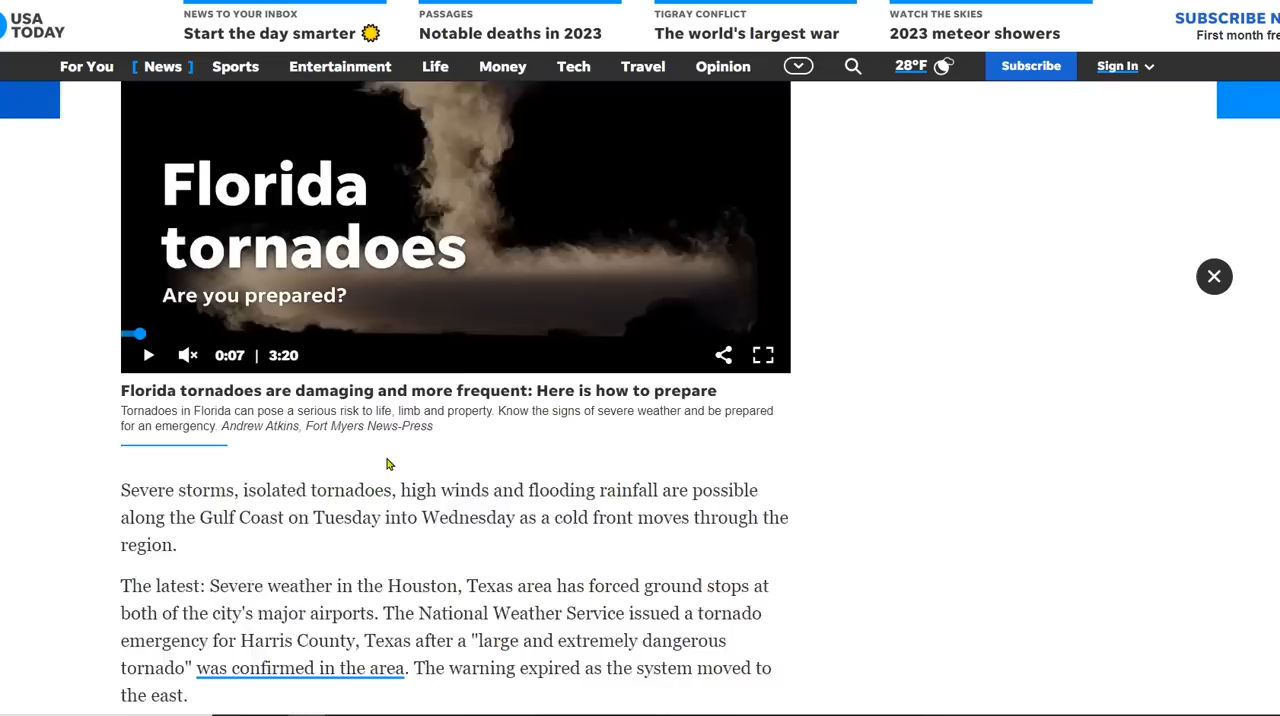 USA
TODAY
NEWS TO YOUR INBOX
Start the day smarter
PASSAGES
Notable deaths in 2023
TIGRAY CONFLICT
The world's largest war
WATCH THE SKIES
2023 meteor showers
SUBSCRIBE N
First month fre
For You
[ News ]
Sports
Entertainment
Life
Money
Tech
Travel
Opinion
28°F
Subscribe
Sign In
Florida
tornadoes
Are you prepared?
0:07 | 3:20
Florida tornadoes are damaging and more frequent: Here is how to prepare
Tornadoes in Florida can pose a serious risk to life, limb and property. Know the signs of severe weather and be prepared
for an emergency. Andrew Atkins, Fort Myers News-Press
Severe storms, isolated tornadoes, high winds and flooding rainfall are possible
along the Gulf Coast on Tuesday into Wednesday as a cold front moves through the
region.
The latest: Severe weather in the Houston, Texas area has forced ground stops at
both of the city's major airports. The National Weather Service issued a tornado
emergency for Harris County, Texas after a "large and extremely dangerous
tornado" was confirmed in the area. The warning expired as the system moved to
the east.